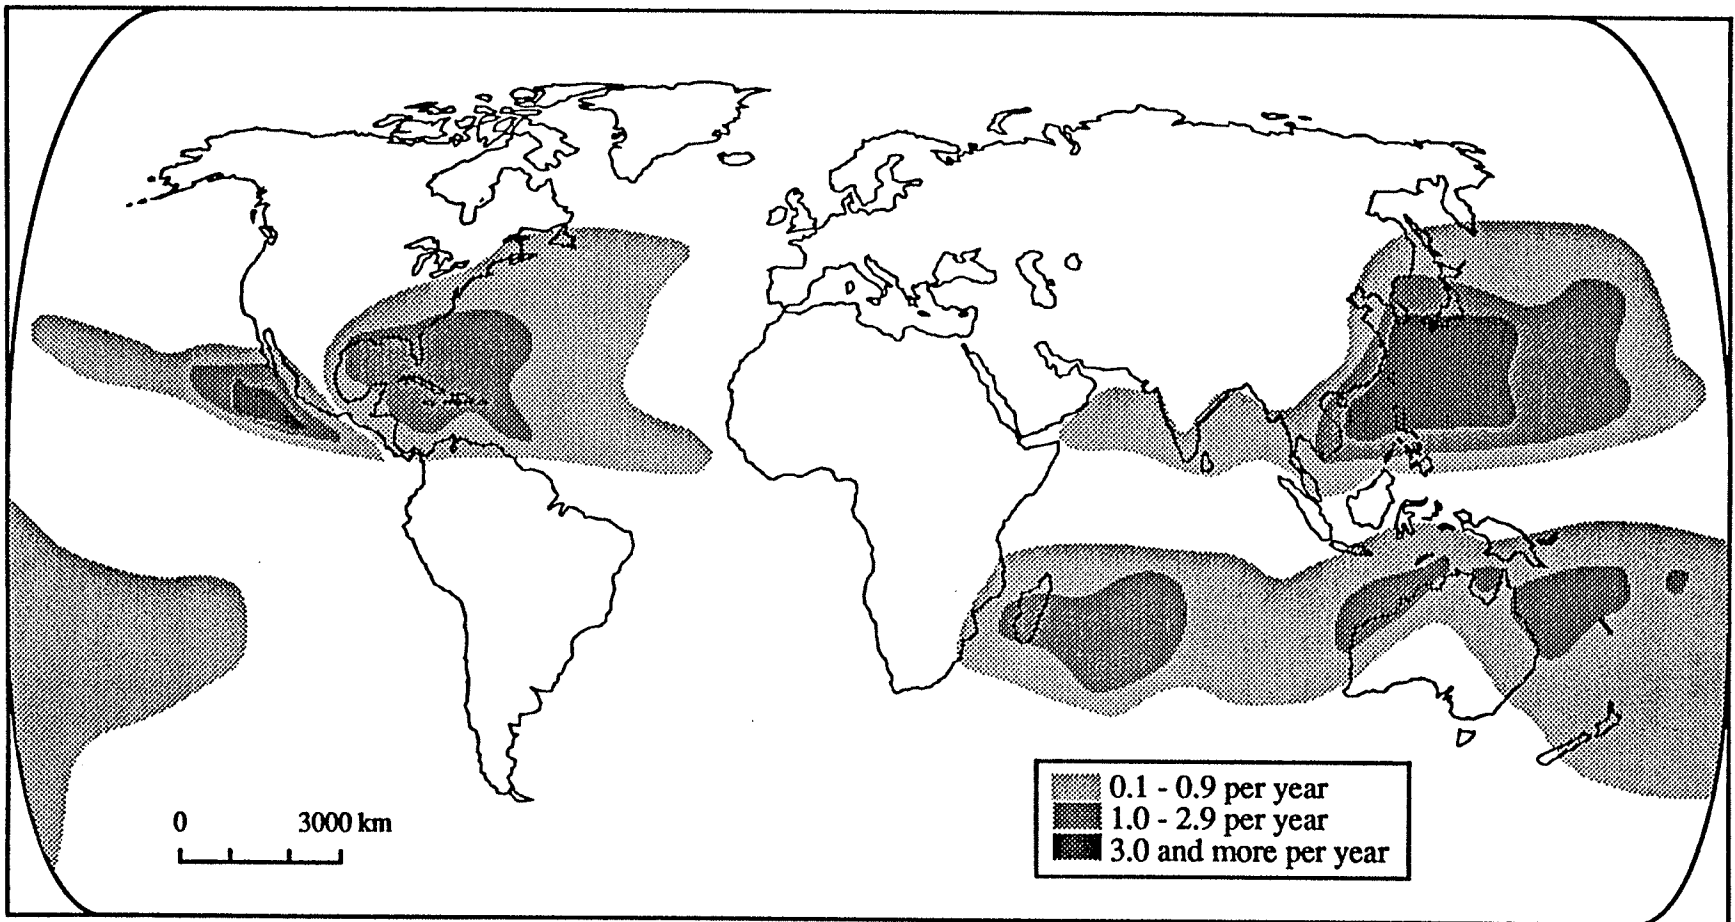 0.1 - 0.9 per year
1.0 - 2.9 per year
3.0 and more per year
0 3000 km